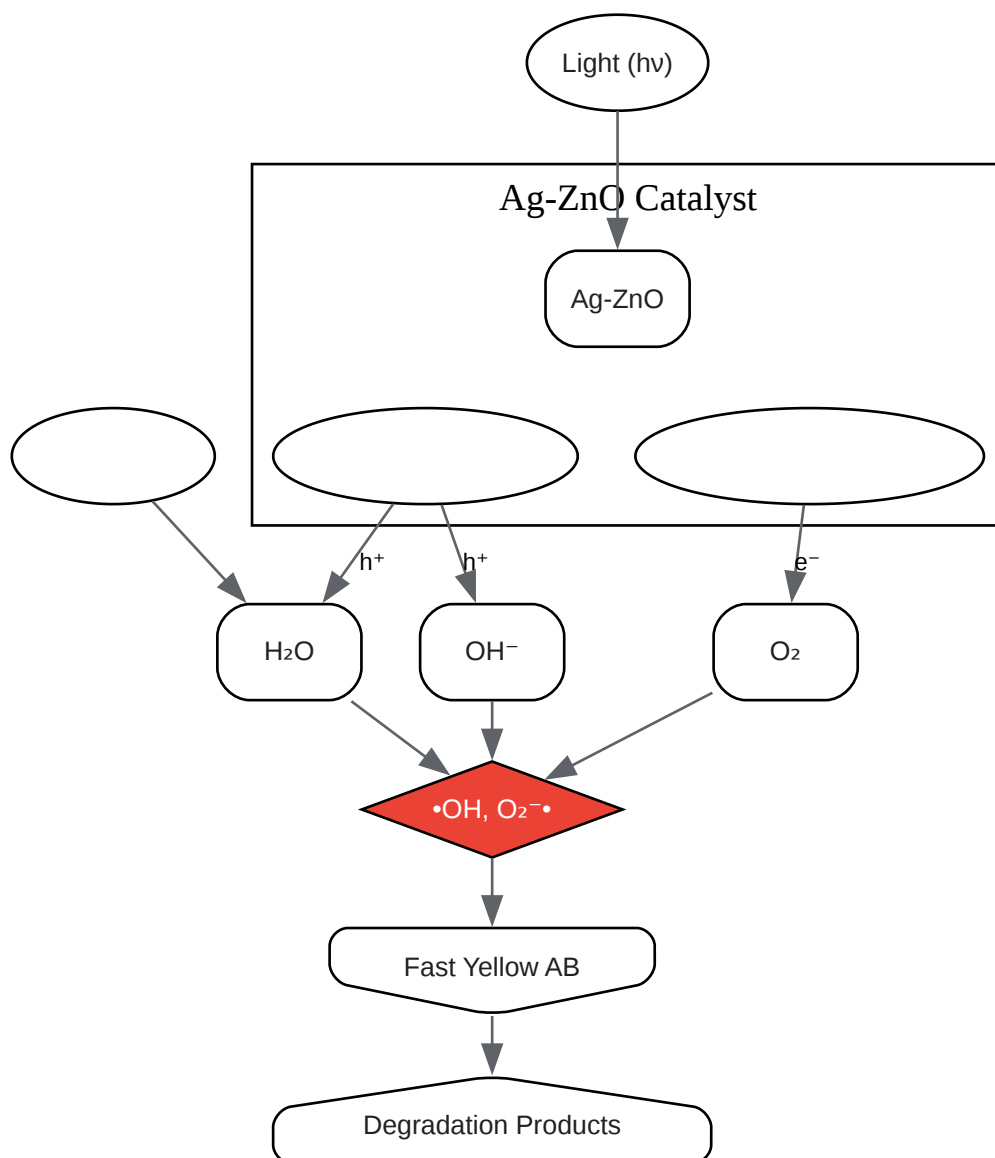 Light (hν)
Ag-ZnO Catalyst
Ag-ZnO
h⁺
h⁺
e⁻
H₂O
OH⁻
O₂
•OH, O₂⁻•
Fast Yellow AB
Degradation Products